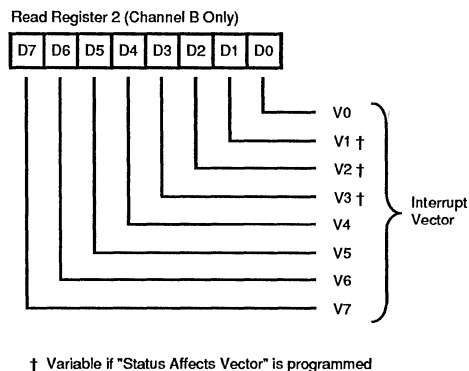 Read Register 2 (Channel B Only)
D7 D6 D5 D4 D3 D2 D1 D0
V0
V1 †
V2 †
V3 †
V4
V5
V6
V7
Interrupt
Vector
† Variable if "Status Affects Vector" is programmed